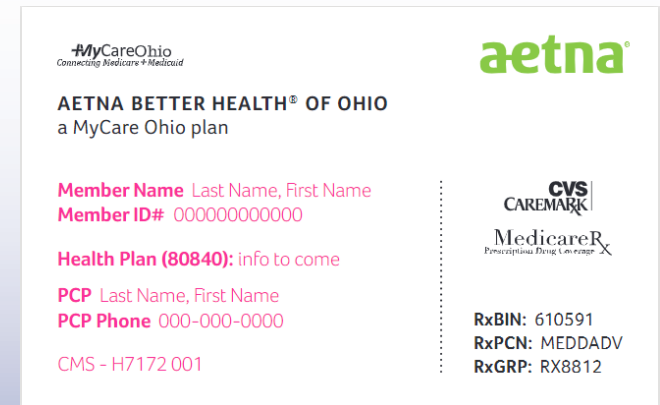 MyCareOhio
Connecting Medicare + Medicaid
aetna®
AETNA BETTER HEALTH® OF OHIO
a MyCare Ohio plan
Member Name Last Name, First Name
Member ID# 000000000000
Health Plan (80840): info to come
PCP Last Name, First Name
PCP Phone 000-000-0000
CMS - H7172 001
CVS
CAREMARK
MedicareRx
Prescription Drug Coverage
RxBIN: 610591
RxPCN: MEDDADV
RxGRP: RX8812